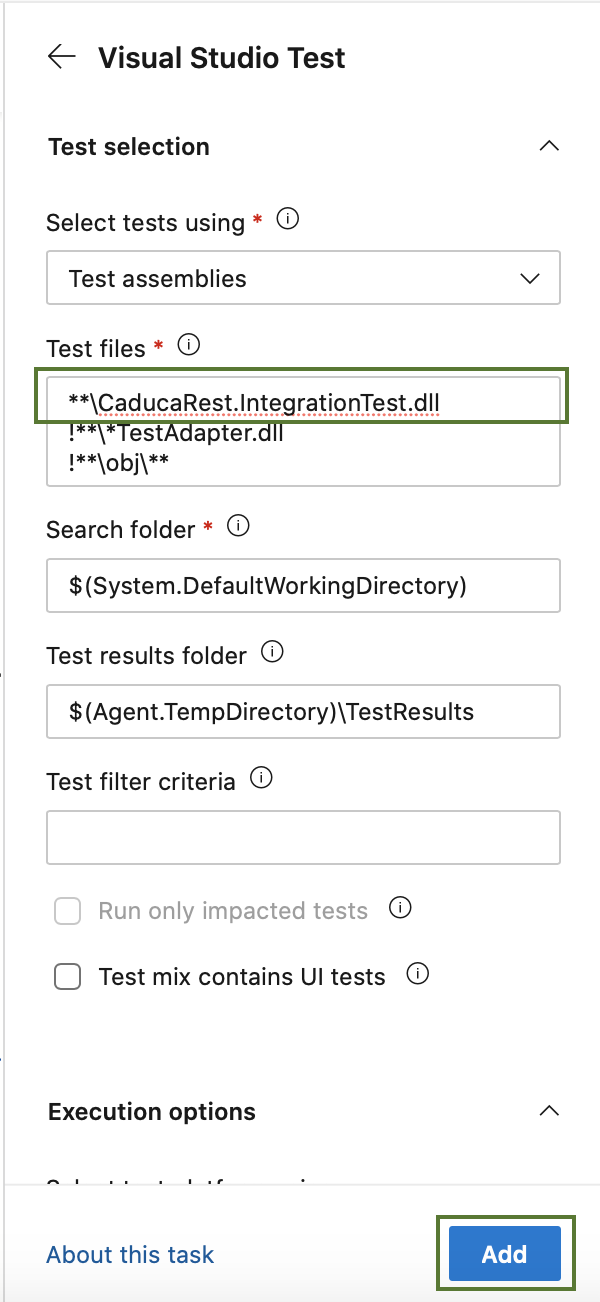 Visual Studio Test
Test selection
Select tests using *
Test assemblies
Test files *
**\CaducaRest.IntegrationTest.dll
!**\*TestAdapter.dll
!**\obj\**
Search folder *
$(System.DefaultWorkingDirectory)
Test results folder
$(Agent.TempDirectory)\TestResults
Test filter criteria
Run only impacted tests
Test mix contains UI tests
Execution options
About this task
Add